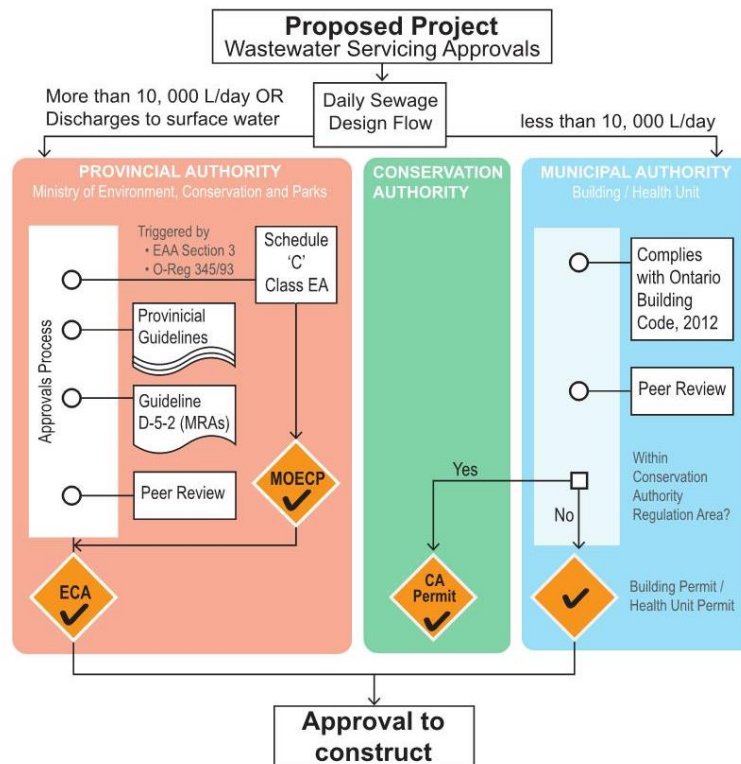 Proposed Project
Wastewater Servicing Approvals
More than 10, 000 L/day OR
Discharges to surface water
Daily Sewage
Design Flow
less than 10, 000 L/day
PROVINCIAL AUTHORITY
Ministry of Environment, Conservation and Parks
CONSERVATION
AUTHORITY
MUNICIPAL AUTHORITY
Building / Health Unit
Approvals Process
Triggered by
• EAA Section 3
• O-Reg 345/93
Schedule
‘C’
Class EA
Provinicial
Guidelines
Guideline
D-5-2 (MRAs)
Peer Review
MOECP
ECA
Yes
CA
Permit
Complies
with Ontario
Building
Code, 2012
Peer Review
Within
Conservation
Authority
Regulation Area?
No
Building Permit /
Health Unit Permit
Approval to
construct